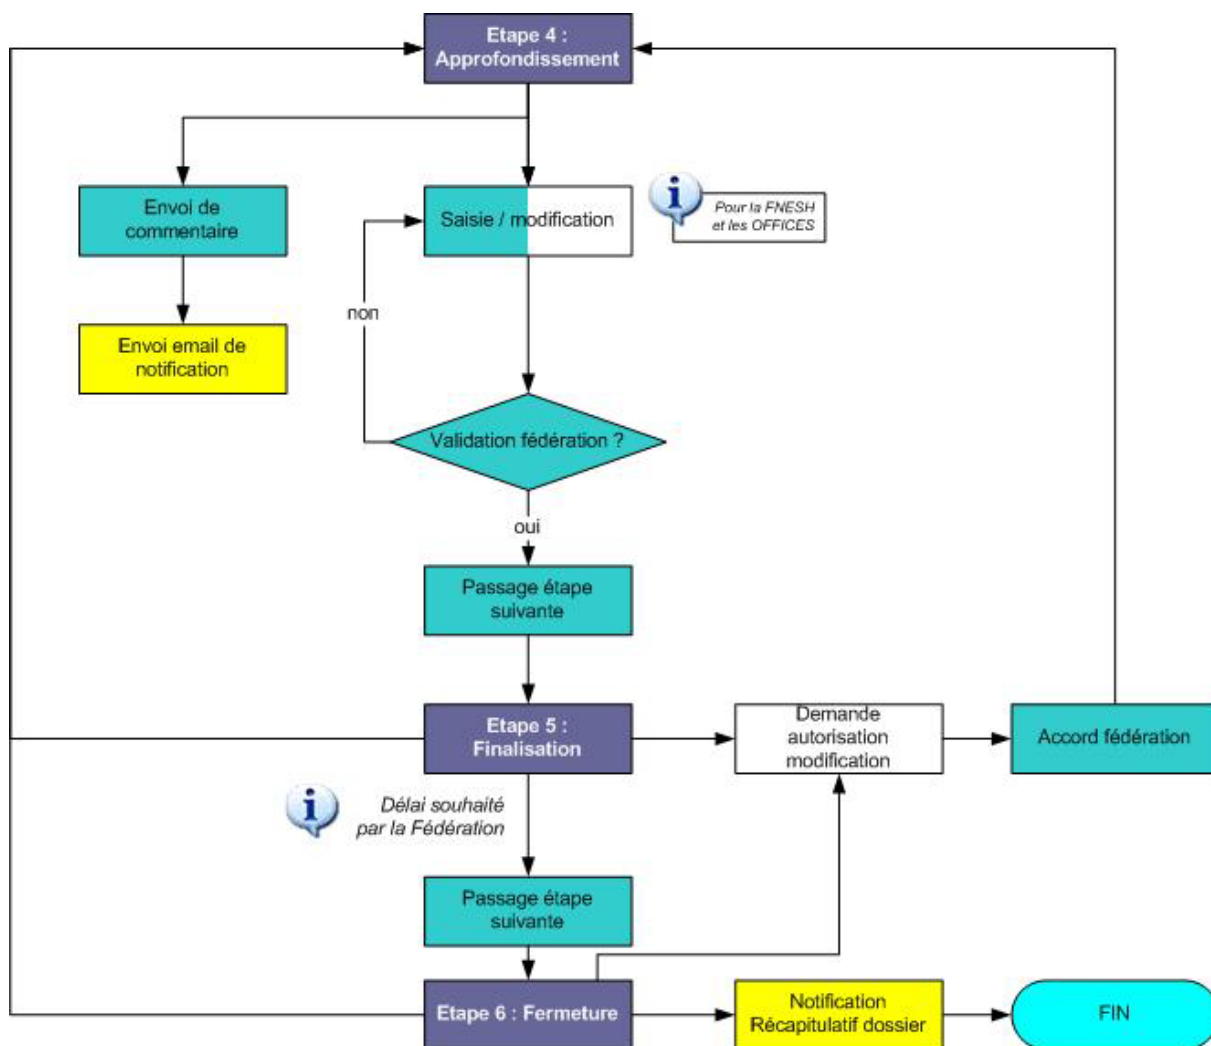 Etape 4 :
Approfondissement
Envoi de
commentaire
Saisie / modification
Pour la FNESH
et les OFFICES
non
Envoi email de
notification
Validation fédération ?
oui
Passage étape
suivante
Etape 5 :
Finalisation
Demande
autorisation
modification
Accord fédération
Délai souhaité
par la Fédération
Passage étape
suivante
Etape 6 : Fermeture
Notification
Récapitulatif dossier
FIN